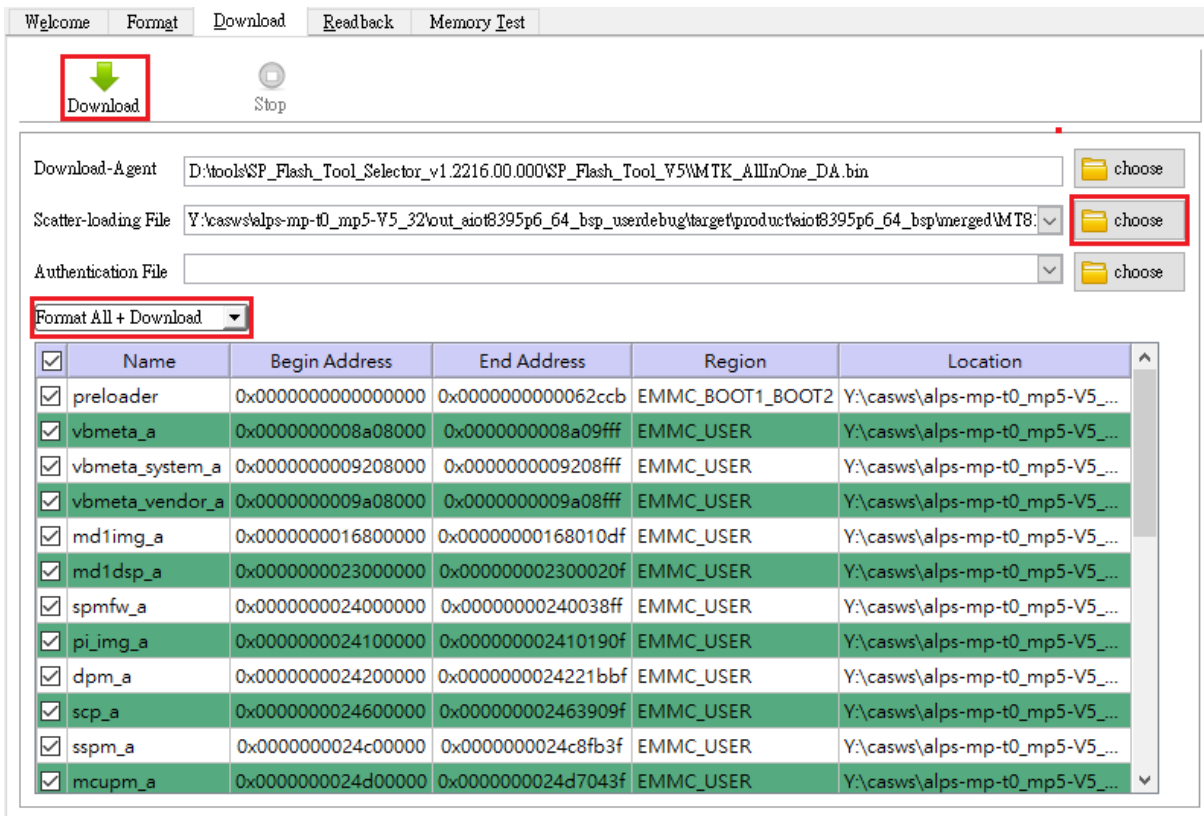 Welcome Format Download Readback Memory Test
Download Stop
Download-Agent D:\tools\SP_Flash_Tool_Selector_v1.2216.00.000\SP_Flash_Tool_V5\\MTK_AllInOne_DA.bin choose
Scatter-loading File Y:\casws\alps-mp-t0_mp5-V5_32\out_aiot8395p6_64_bsp_userdebug\target\product\aiot8395p6_64_bsp\merged\MT8: choose
Authentication File choose
Format All + Download
Name Begin Address End Address Region Location
preloader 0x0000000000000000 0x0000000000062ccb EMMC_BOOT1_BOOT2 Y:\casws\alps-mp-t0_mp5-V5_...
vbmeta_a 0x0000000008a08000 0x0000000008a09fff EMMC_USER Y:\casws\alps-mp-t0_mp5-V5_...
vbmeta_system_a 0x0000000009208000 0x0000000009208fff EMMC_USER Y:\casws\alps-mp-t0_mp5-V5_...
vbmeta_vendor_a 0x0000000009a08000 0x0000000009a08fff EMMC_USER Y:\casws\alps-mp-t0_mp5-V5_...
md1img_a 0x0000000016800000 0x00000000168010df EMMC_USER Y:\casws\alps-mp-t0_mp5-V5_...
md1dsp_a 0x0000000023000000 0x000000002300020f EMMC_USER Y:\casws\alps-mp-t0_mp5-V5_...
spmfw_a 0x0000000024000000 0x00000000240038ff EMMC_USER Y:\casws\alps-mp-t0_mp5-V5_...
pi_img_a 0x0000000024100000 0x000000002410190f EMMC_USER Y:\casws\alps-mp-t0_mp5-V5_...
dpm_a 0x0000000024200000 0x0000000024221bbf EMMC_USER Y:\casws\alps-mp-t0_mp5-V5_...
scp_a 0x0000000024600000 0x000000002463909f EMMC_USER Y:\casws\alps-mp-t0_mp5-V5_...
sspm_a 0x0000000024c00000 0x0000000024c8fb3f EMMC_USER Y:\casws\alps-mp-t0_mp5-V5_...
mcupm_a 0x0000000024d00000 0x0000000024d7043f EMMC_USER Y:\casws\alps-mp-t0_mp5-V5_...